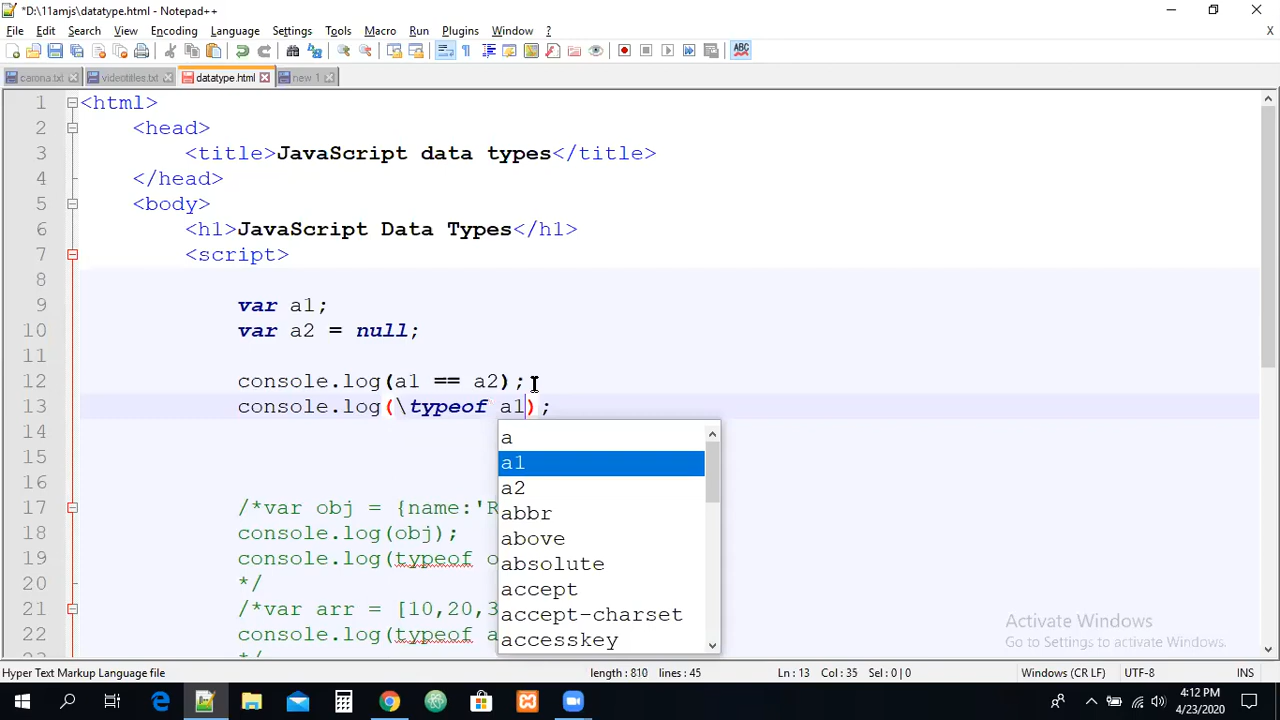 *D:\11amjs\datatype.html - Notepad++
File Edit Search View Encoding Language Settings Tools Macro Run Plugins Window ?
X
carona.txt videotitles.txt datatype.html new 1
1 <html>
2 <head>
3 <title>JavaScript data types</title>
4 </head>
5 <body>
6 <h1>JavaScript Data Types</h1>
7 <script>
8
9 var a1;
10 var a2 = null;
11
12 console.log(a1 == a2);
13 console.log(\typeof a1);
14 a
15 a1
16 a2
17 /*var obj = {name:'R abbr
18 console.log(obj); above
19 console.log(typeof o absolute
20 */ accept
21 /*var arr = [10,20,3 accept-charset
22 console.log(typeof a accesskey
Activate Windows
Go to Settings to activate Windows.
Hyper Text Markup Language file length : 810 lines : 45 Ln : 13 Col : 35 Sel : 0 | 0 Windows (CR LF) UTF-8 INS
4:12 PM
4/23/2020